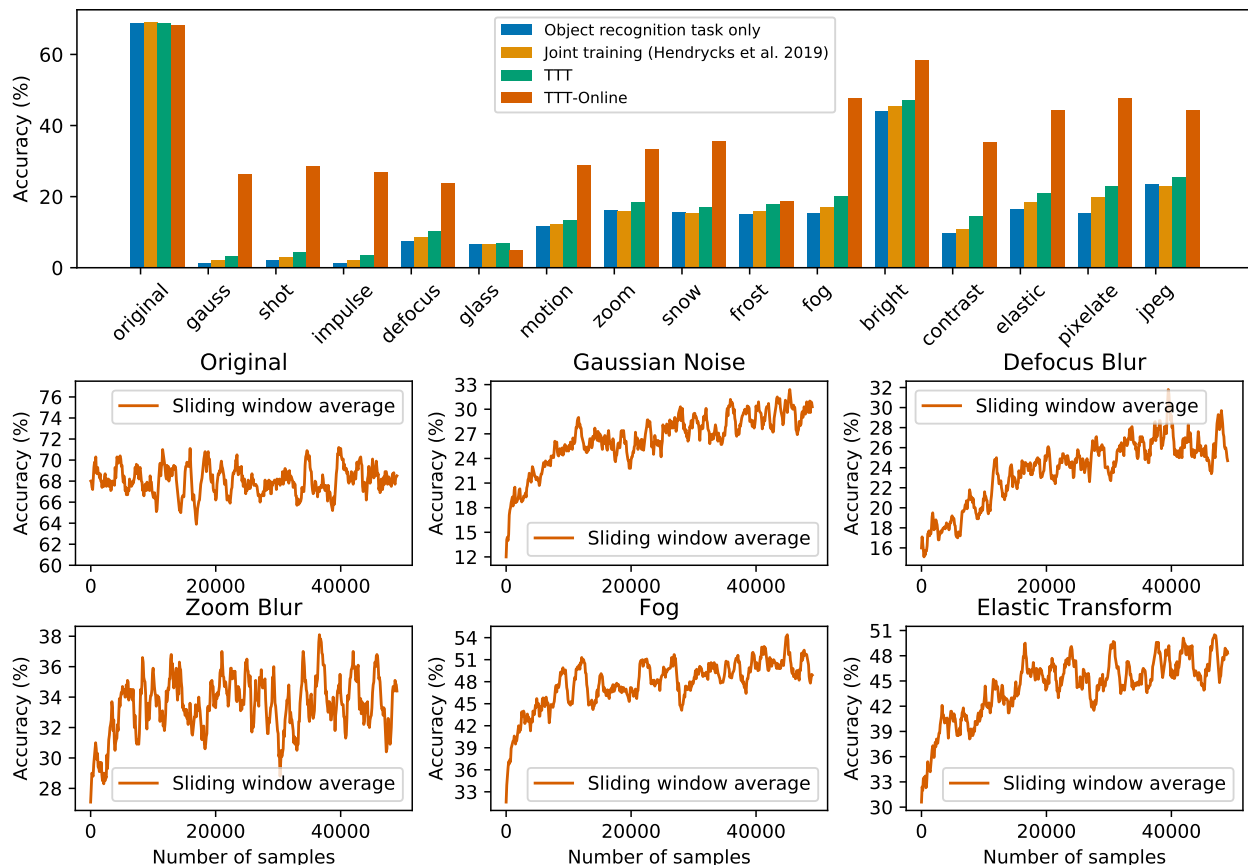 Accuracy (%)
60
40
20
0
Object recognition task only
Joint training (Hendrycks et al. 2019)
TTT
TTT-Online
original
gauss
shot
impulse
defocus
glass
motion
zoom
snow
frost
fog
bright
contrast
elastic
pixelate
jpeg
Original
Accuracy (%)
76
74
72
70
68
66
64
62
60
Sliding window average
0 20000 40000
Gaussian Noise
Accuracy (%)
33
30
27
24
21
18
15
12
Sliding window average
0 20000 40000
Defocus Blur
Accuracy (%)
32
30
28
26
24
22
20
18
16
Sliding window average
0 20000 40000
Zoom Blur
Accuracy (%)
38
36
34
32
30
28
Sliding window average
0 20000 40000
Number of samples
Fog
Accuracy (%)
54
51
48
45
42
39
36
33
Sliding window average
0 20000 40000
Number of samples
Elastic Transform
Accuracy (%)
51
48
45
42
39
36
33
30
Sliding window average
0 20000 40000
Number of samples